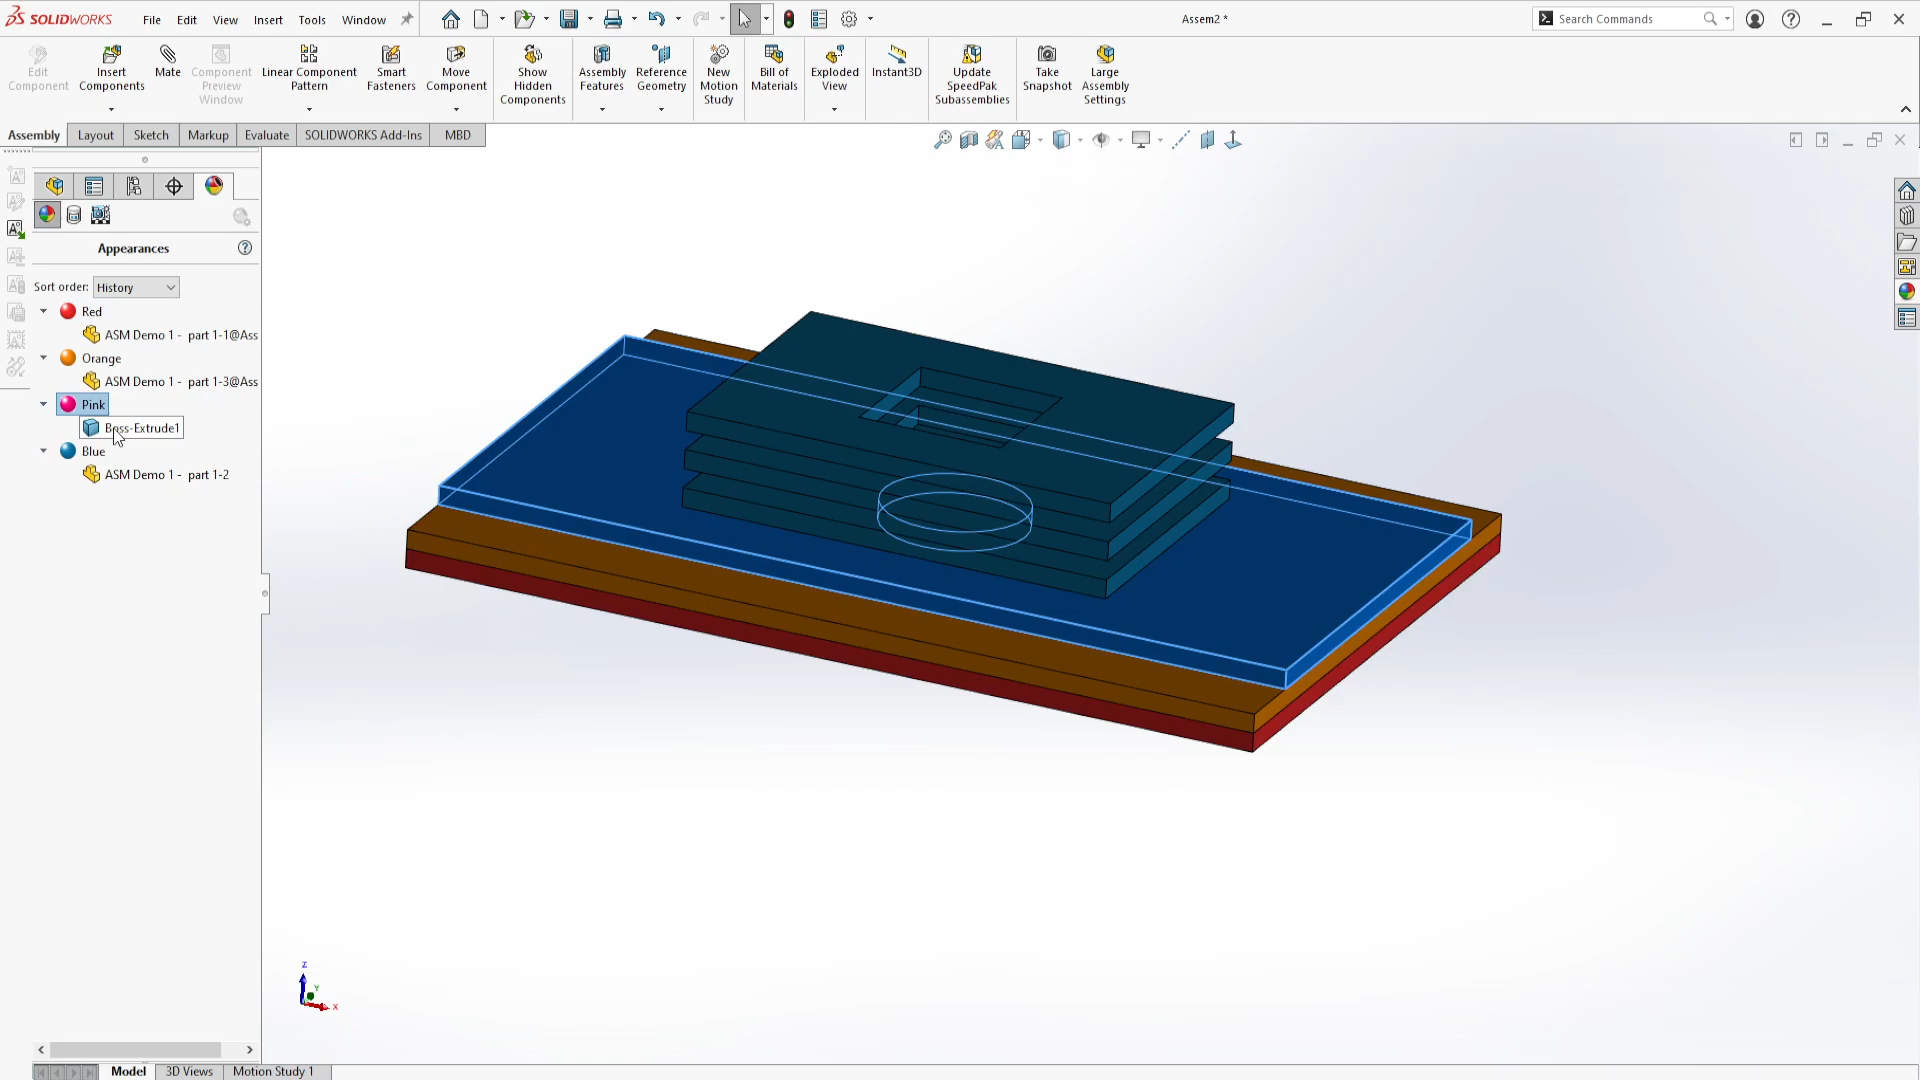 SOLIDWORKS File Edit View Insert Tools Window Assem2 * Search Commands
Edit Component
Insert Components
Mate
Component Preview Window
Linear Component Pattern
Smart Fasteners
Move Component
Show Hidden Components
Assembly Features
Reference Geometry
New Motion Study
Bill of Materials
Exploded View
Instant3D
Update SpeedPak Subassemblies
Take Snapshot
Large Assembly Settings
Assembly Layout Sketch Markup Evaluate SOLIDWORKS Add-Ins MBD
Appearances
Sort order: History
Red
ASM Demo 1 - part 1-1@Ass
Orange
ASM Demo 1 - part 1-3@Ass
Pink
Boss-Extrude1
Blue
ASM Demo 1 - part 1-2
Z
Y
X
Model 3D Views Motion Study 1